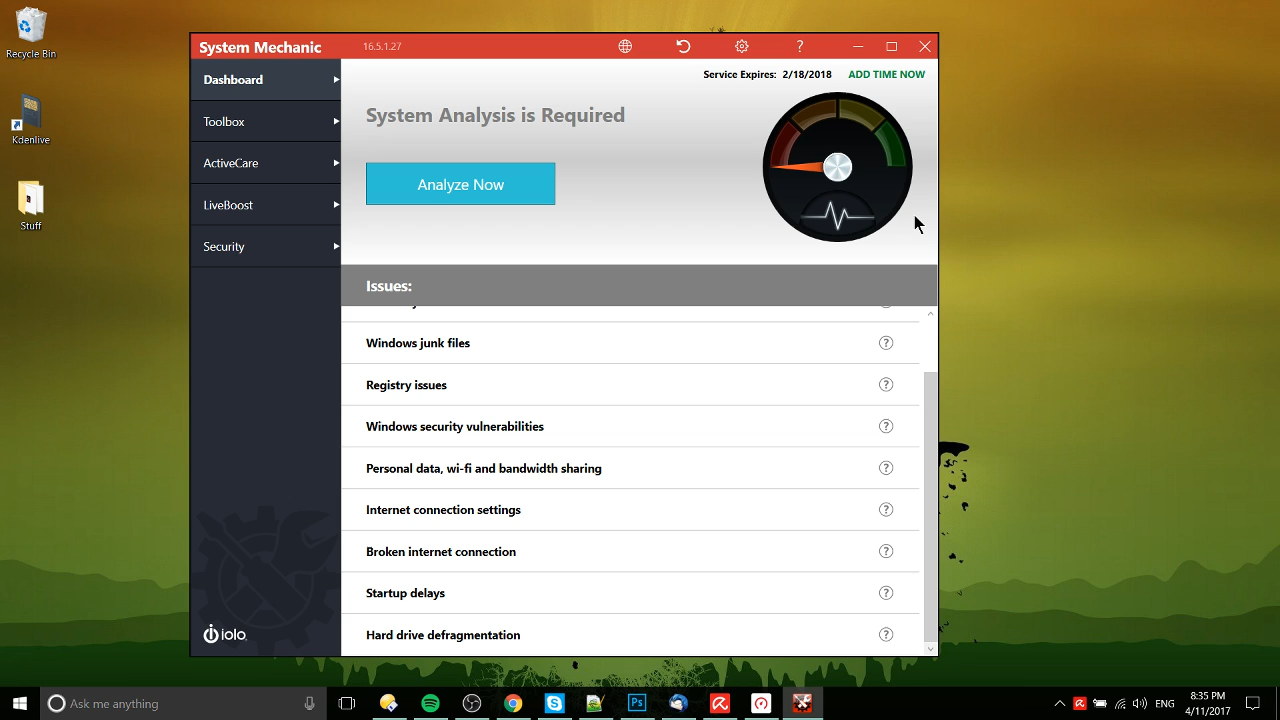 Recycle Bin
Kdenlive
Stuff
System Mechanic
16.5.1.27
?
Dashboard
Toolbox
ActiveCare
LiveBoost
Security
iolo
Service Expires: 2/18/2018 ADD TIME NOW
System Analysis is Required
Analyze Now
Issues:
Windows junk files ?
Registry issues ?
Windows security vulnerabilities ?
Personal data, wi-fi and bandwidth sharing ?
Internet connection settings ?
Broken internet connection ?
Startup delays ?
Hard drive defragmentation ?
Ask me anything
Ps
ENG
8:35 PM
4/11/2017